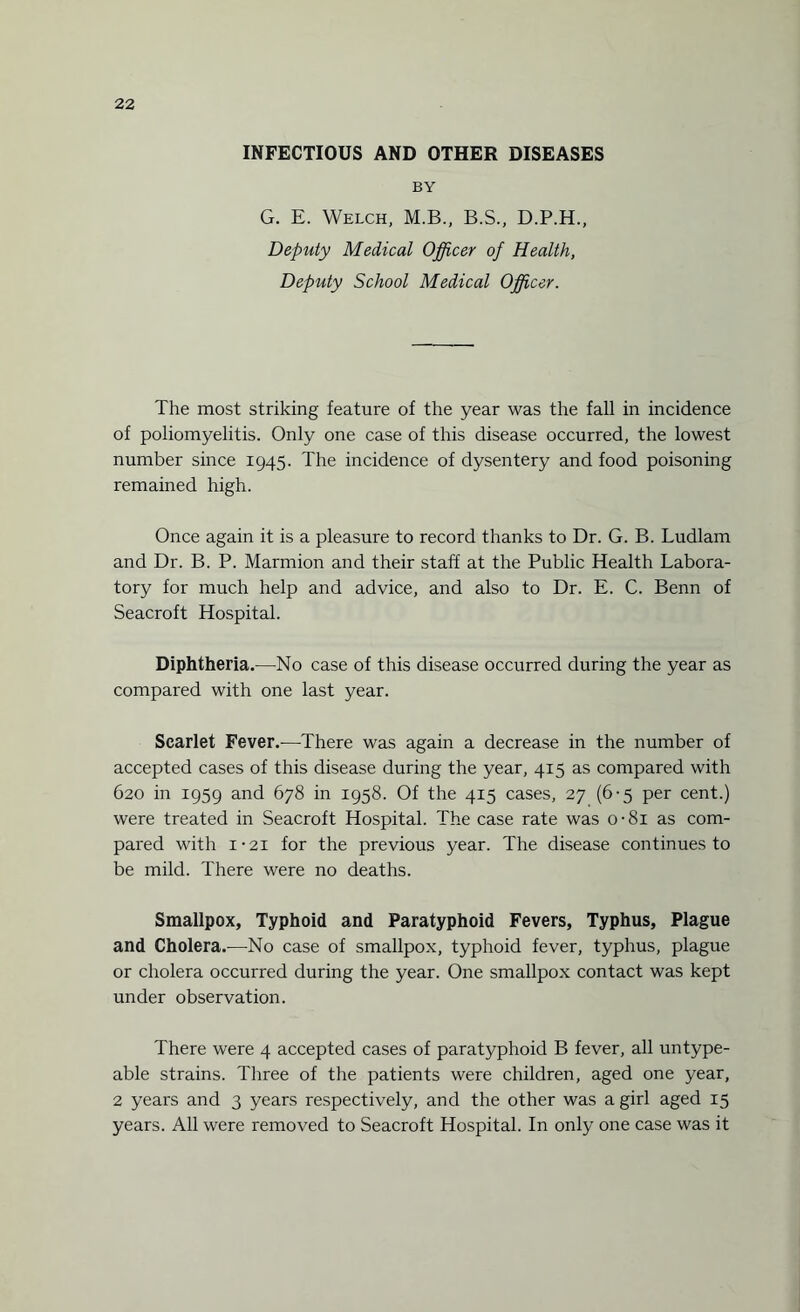 22
INFECTIOUS AND OTHER DISEASES
BY
G. E. Welch, M.B., B.S., D.P.H.,
Deputy Medical Officer of Health,
Deputy School Medical Officer.
The most striking feature of the year was the fall in incidence
of poliomyelitis. Only one case of this disease occurred, the lowest
number since 1945. The incidence of dysentery and food poisoning
remained high.
Once again it is a pleasure to record thanks to Dr. G. B. Ludlam
and Dr. B. P. Marmion and their staff at the Public Health Labora-
tory for much help and advice, and also to Dr. E. C. Benn of
Seacroft Hospital.
Diphtheria.—No case of this disease occurred during the year as
compared with one last year.
Scarlet Fever.—There was again a decrease in the number of
accepted cases of this disease during the year, 415 as compared with
620 in 1959 and 678 in 1958. Of the 415 cases, 27 (6·5 per cent.)
were treated in Seacroft Hospital. The case rate was 0·81 as com-
pared with 1·21 for the previous year. The disease continues to
be mild. There were no deaths.
Smallpox, Typhoid and Paratyphoid Fevers, Typhus, Plague
and Cholera.—No case of smallpox, typhoid fever, typhus, plague
or cholera occurred during the year. One smallpox contact was kept
under observation.
There were 4 accepted cases of paratyphoid B fever, all untype-
able strains. Three of the patients were children, aged one year,
2 years and 3 years respectively, and the other was a girl aged 15
years. All were removed to Seacroft Hospital. In only one case was it